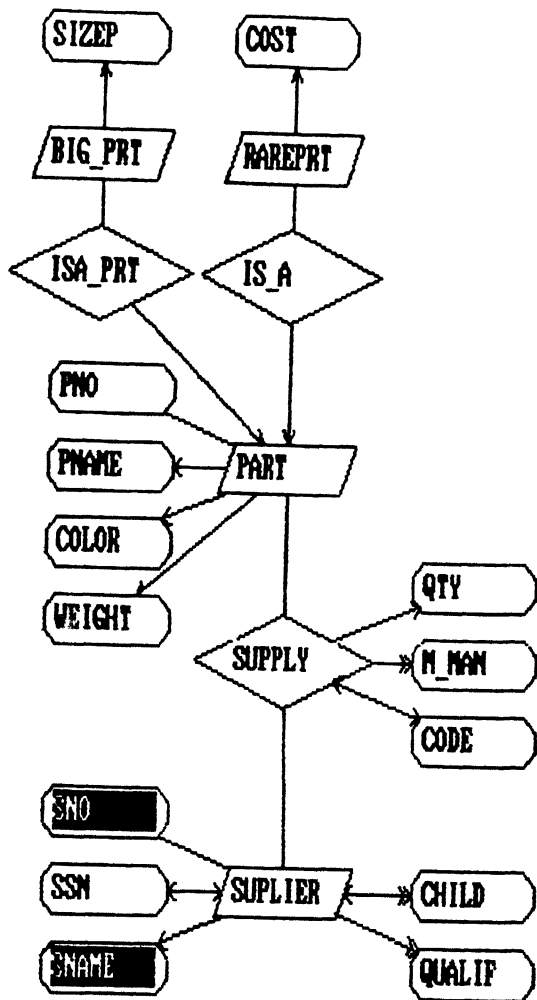 SIZEP
COST
BIG_PRT
RAREPRT
ISA_PRT
IS_A
PNO
PNAME
PART
COLOR
WEIGHT
QTY
SUPPLY
M_MAN
CODE
SNO
SSN
SUPLIER
CHILD
SNAME
QUALIF